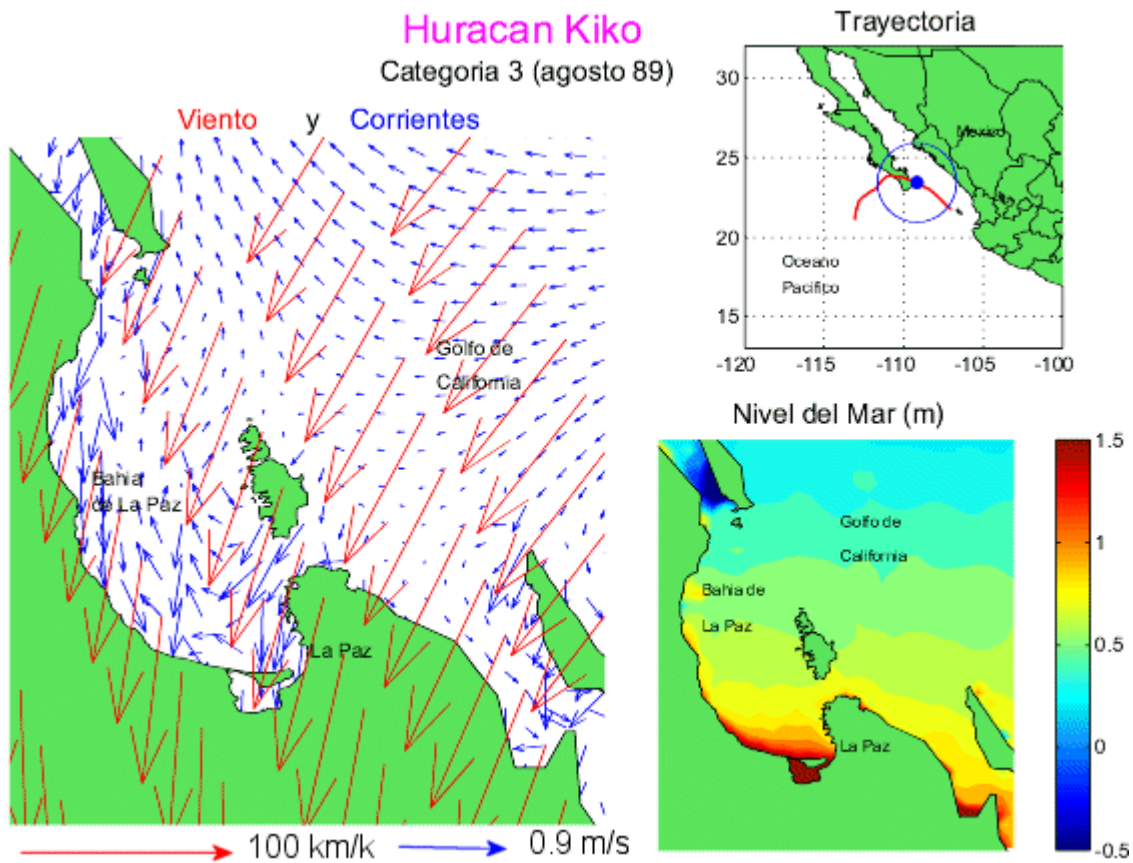 Huracan Kiko
Categoria 3 (agosto 89)
Viento y Corrientes
Golfo de
California
Bahia
de La Paz
La Paz
100 km/k
0.9 m/s
Trayectoria
30
25
20
15
-120 -115 -110 -105 -100
Mexico
Oceano
Pacifico
Nivel del Mar (m)
Golfo de
California
Bahia de
La Paz
La Paz
1.5
1
0.5
0
-0.5